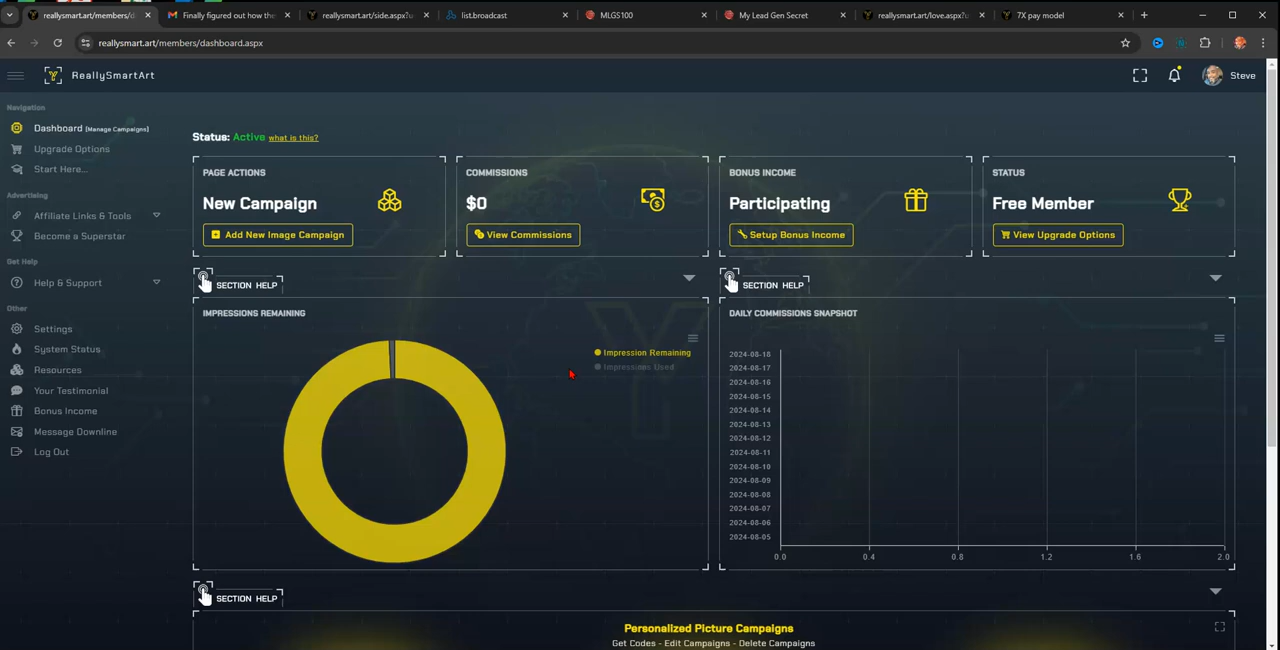 reallysmart.art/members/d
Finally figured out how the
reallysmart.art/side.aspx?u
list.broadcast
MLGS100
My Lead Gen Secret
reallysmart.art/love.aspx?u
7X pay model
reallysmart.art/members/dashboard.aspx
ReallySmartArt
Steve
Navigation
Dashboard [Manage Campaigns]
Upgrade Options
Start Here...
Advertising
Affiliate Links & Tools
Become a Superstar
Get Help
Help & Support
Other
Settings
System Status
Resources
Your Testimonial
Bonus Income
Message Downline
Log Out
Status: Active what is this?
PAGE ACTIONS
New Campaign
Add New Image Campaign
COMMISSIONS
$0
View Commissions
BONUS INCOME
Participating
Setup Bonus Income
STATUS
Free Member
View Upgrade Options
SECTION HELP
SECTION HELP
IMPRESSIONS REMAINING
Impression Remaining
Impressions Used
DAILY COMMISSIONS SNAPSHOT
2024-08-18
2024-08-17
2024-08-16
2024-08-15
2024-08-14
2024-08-13
2024-08-12
2024-08-11
2024-08-10
2024-08-09
2024-08-08
2024-08-07
2024-08-06
2024-08-05
0.0 0.4 0.8 1.2 1.6 2.0
SECTION HELP
Personalized Picture Campaigns
Get Codes - Edit Campaigns - Delete Campaigns